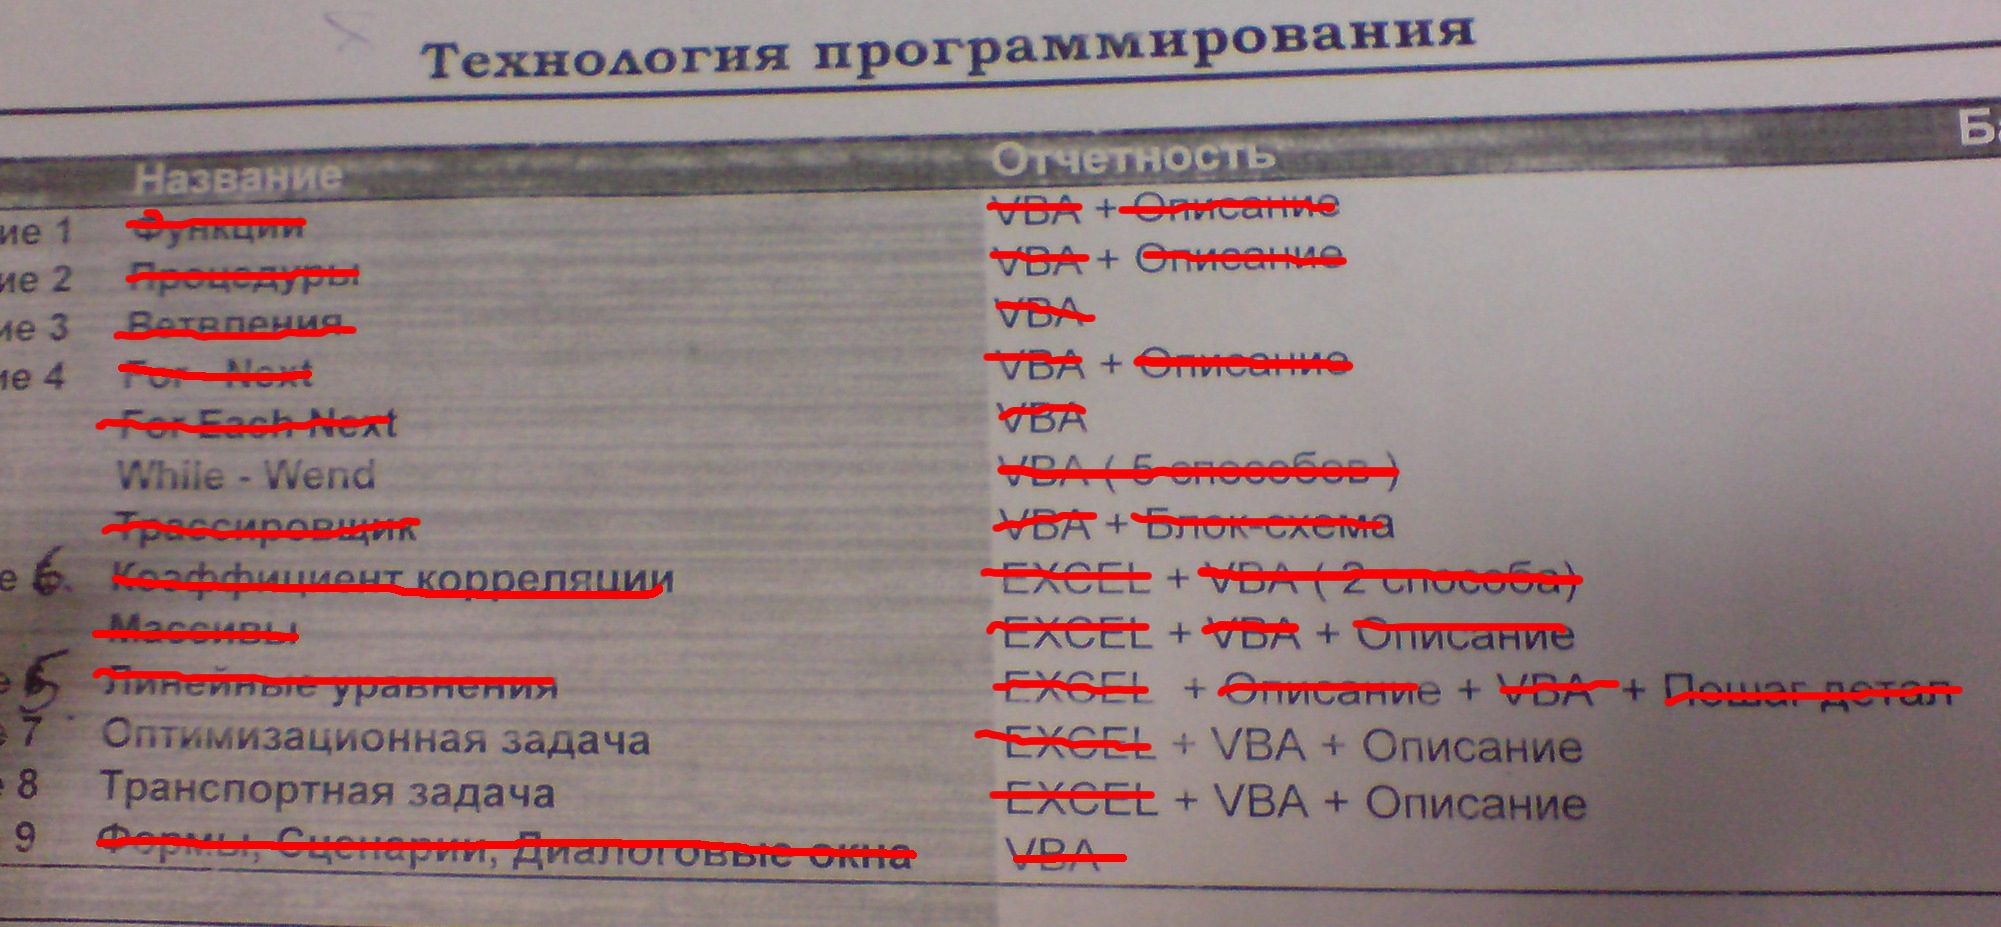 Технология программирования
Название Отчетность
ие 1 Функции VBA + Описание
ие 2 Процедуры VBA + Описание
ие 3 Ветвления VBA
ие 4 For - Next VBA + Описание
For Each Next VBA
While - Wend VBA ( 5 способов )
Трассировщик VBA + Блок-схема
е 6. Коэффициент корреляции EXCEL + VBA ( 2 способа)
Массивы EXCEL + VBA + Описание
е 5 Линейные уравнения EXCEL + Описание + VBA + Пошаг детал
е 7 Оптимизационная задача EXCEL + VBA + Описание
е 8 Транспортная задача EXCEL + VBA + Описание
9 Формы, Сценарии, Диалоговые окна VBA